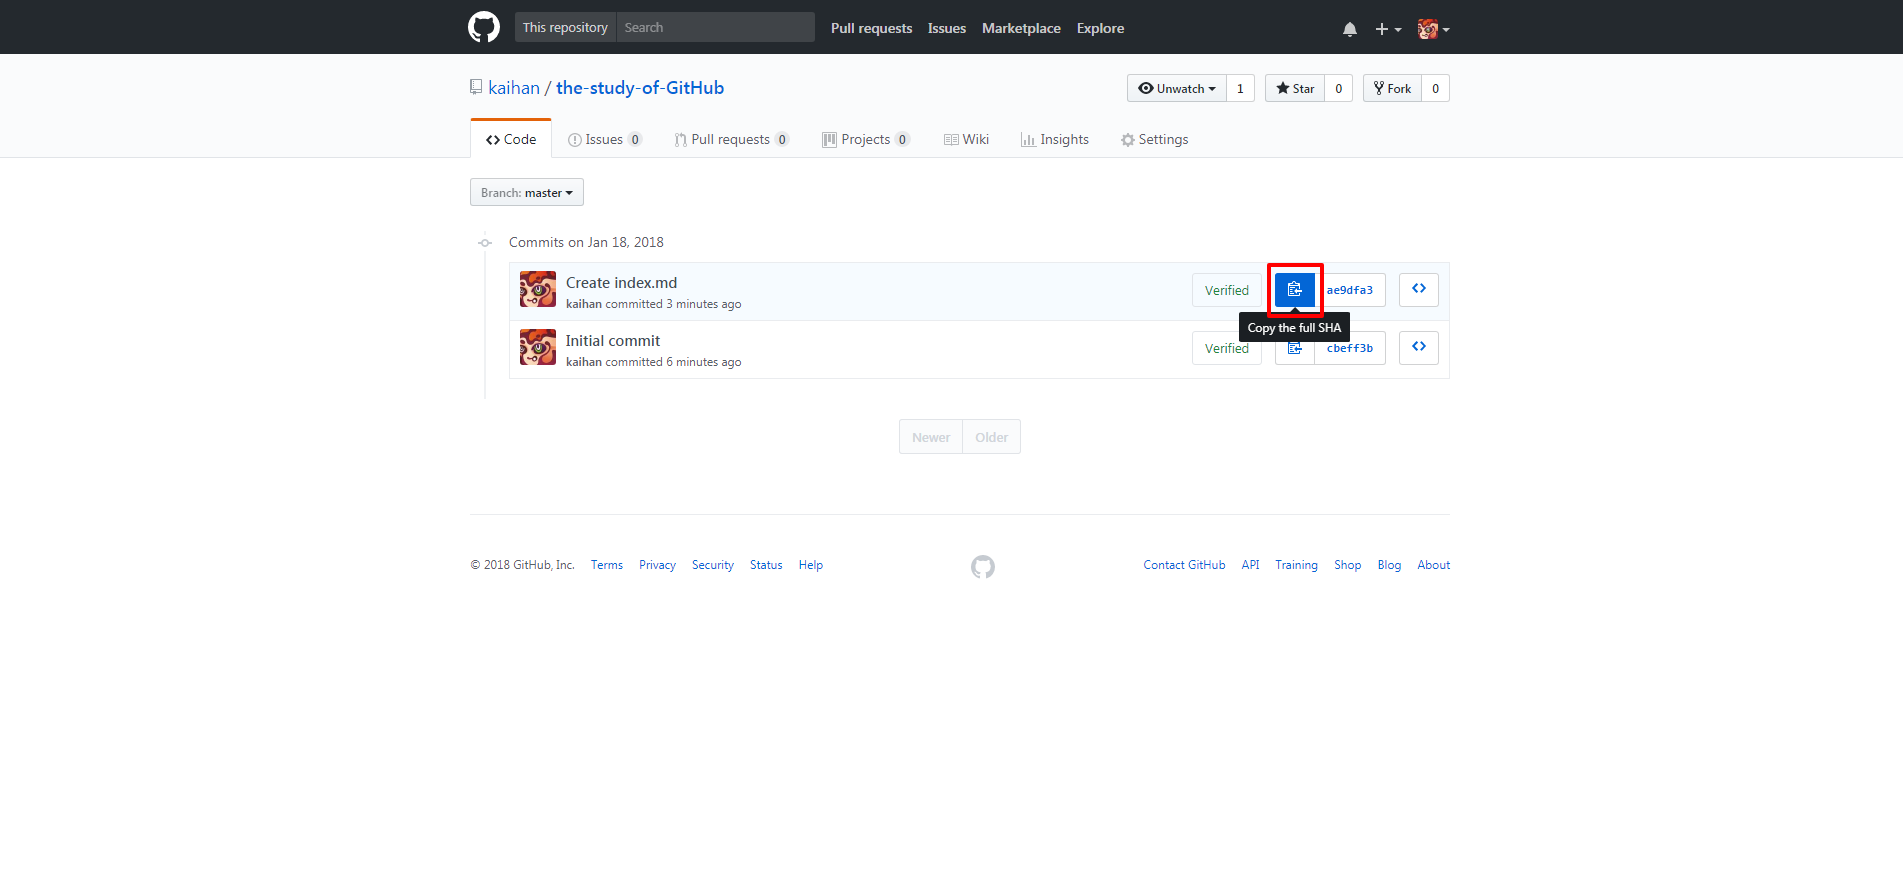 This repository Search Pull requests Issues Marketplace Explore
kaihan / the-study-of-GitHub Unwatch 1 Star 0 Fork 0
Code Issues 0 Pull requests 0 Projects 0 Wiki Insights Settings
Branch: master
Commits on Jan 18, 2018
Create index.md
kaihan committed 3 minutes ago
Verified ae9dfa3
Copy the full SHA
Initial commit
kaihan committed 6 minutes ago
Verified cbeff3b
Newer Older
© 2018 GitHub, Inc. Terms Privacy Security Status Help Contact GitHub API Training Shop Blog About